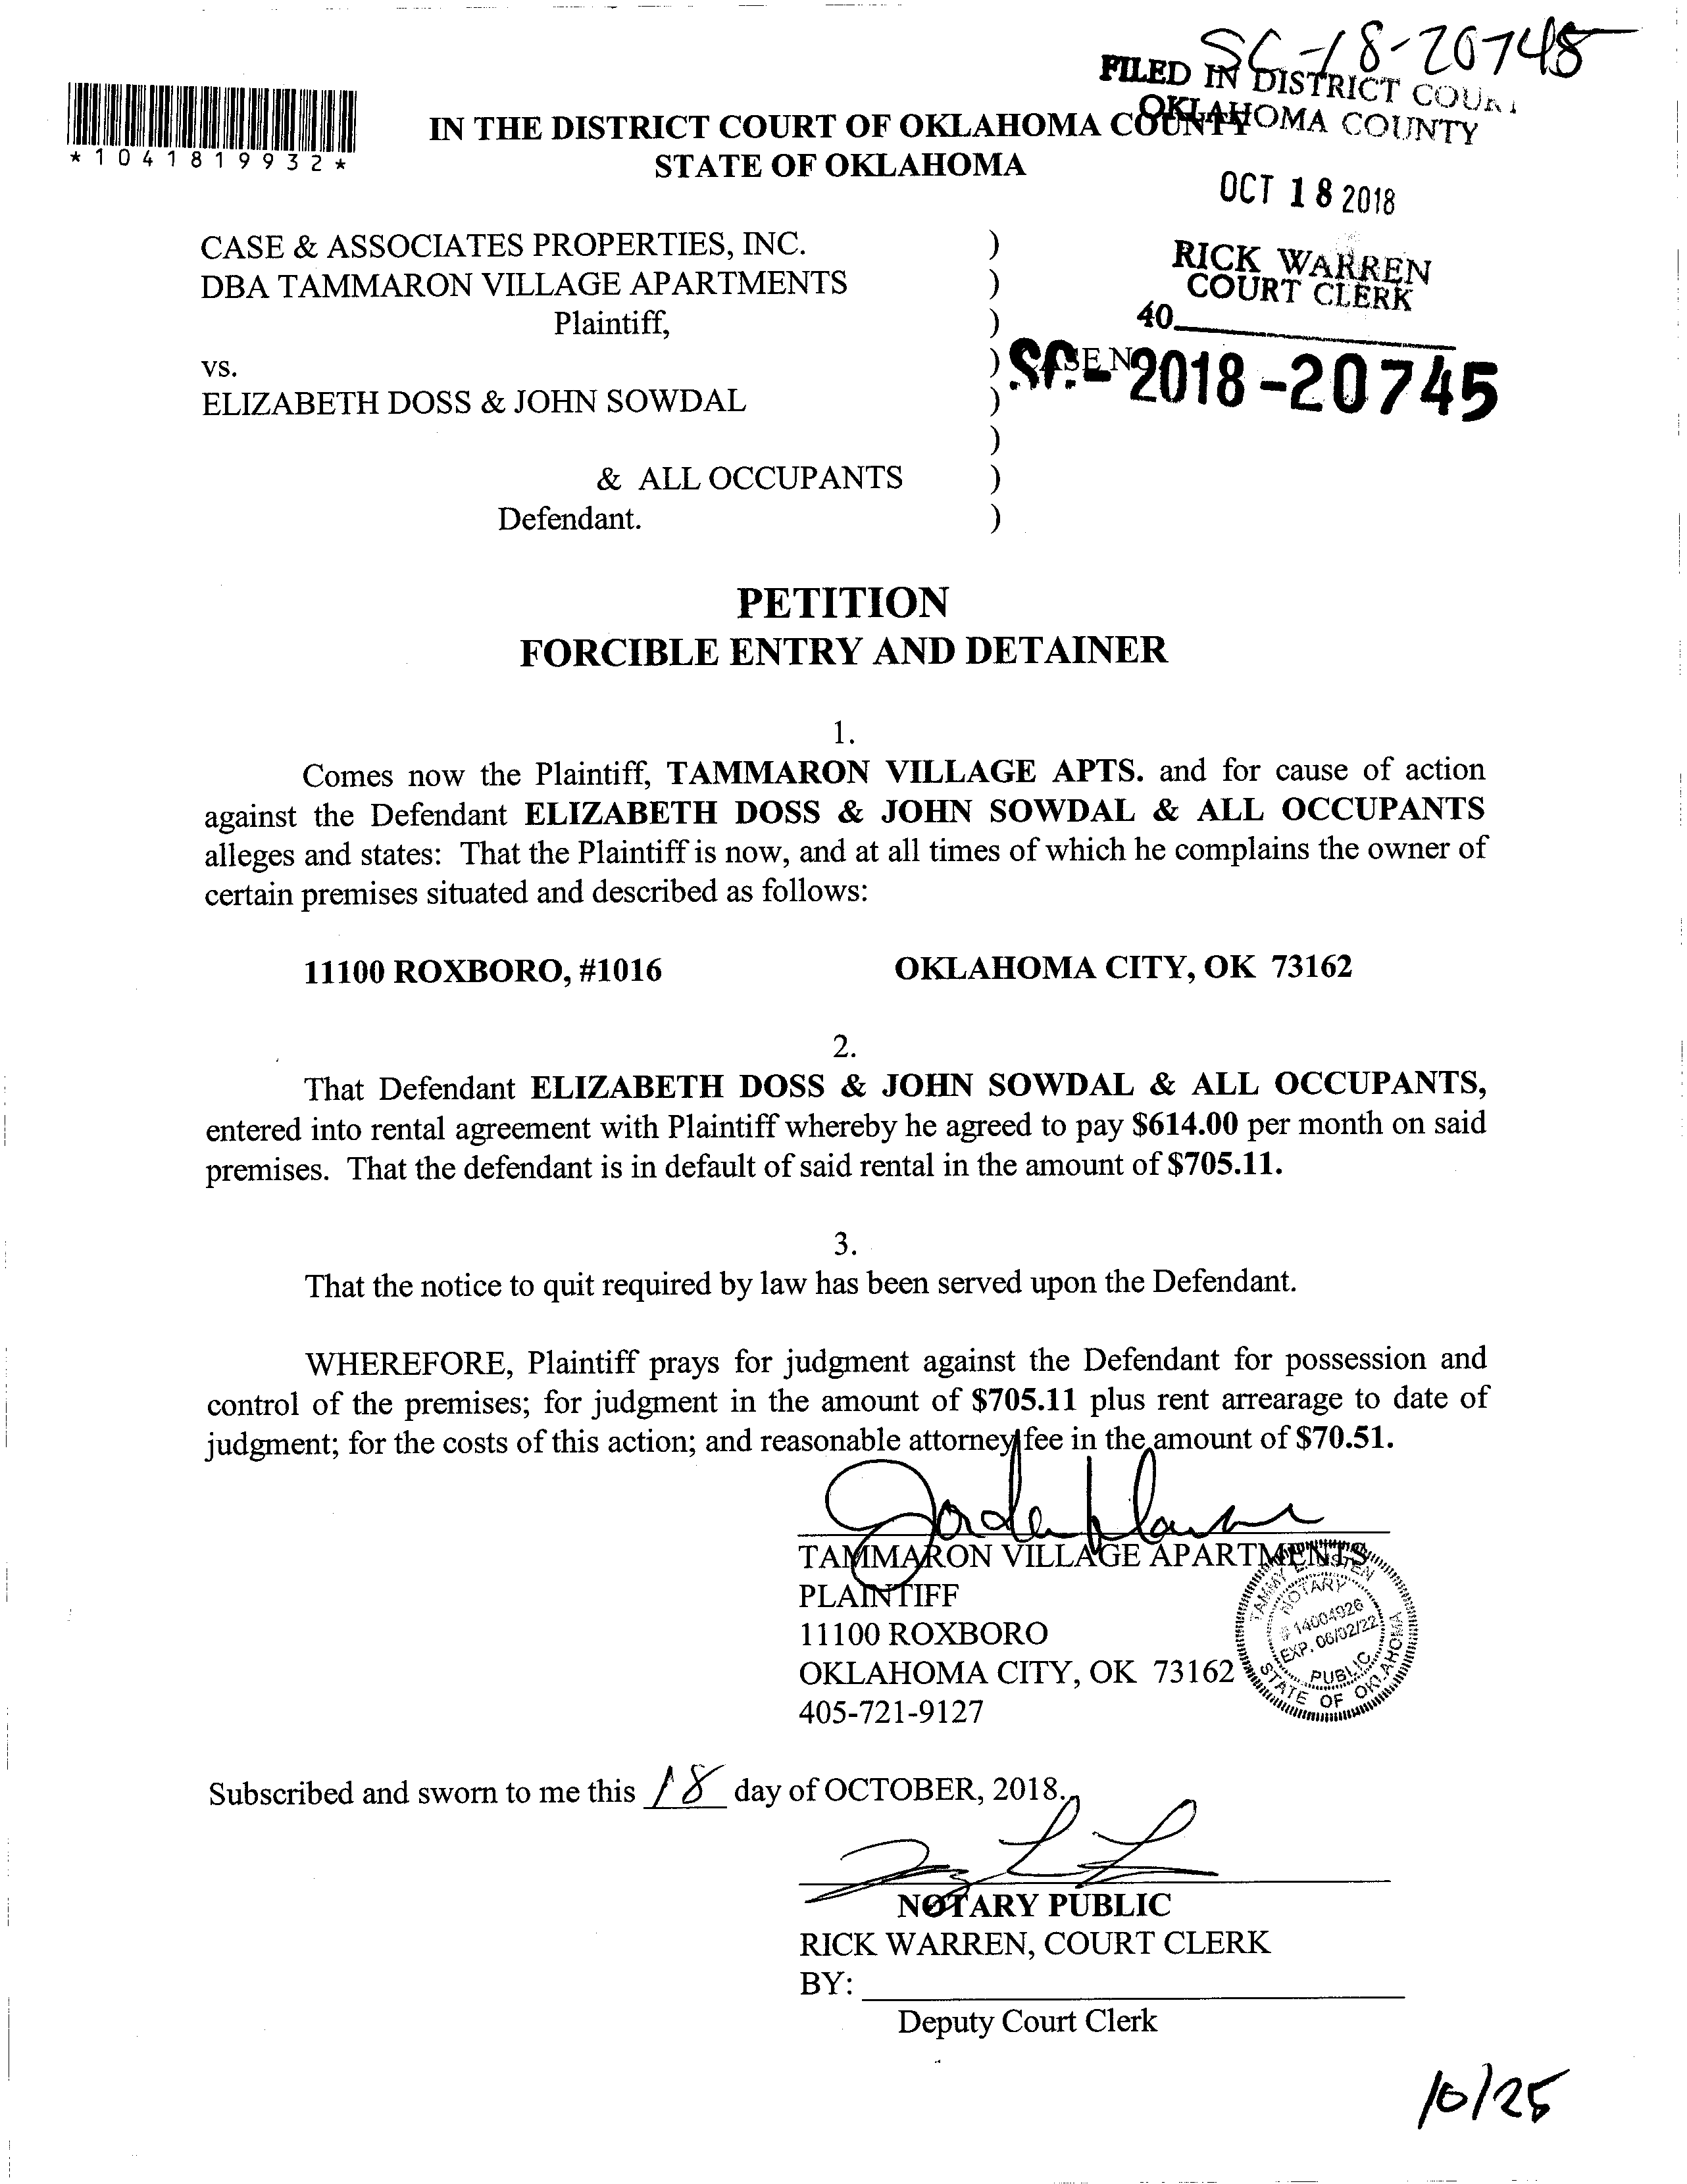 SC-18-20745
FILED IN DISTRICT COURT
OKLAHOMA COUNTY
*1041819932*
IN THE DISTRICT COURT OF OKLAHOMA COUNTY
STATE OF OKLAHOMA
OCT 18 2018
RICK WARREN
COURT CLERK
40
CASE & ASSOCIATES PROPERTIES, INC. )
DBA TAMMARON VILLAGE APARTMENTS )
Plaintiff, )
vs. ) CASE NO.
SC-2018-20745
ELIZABETH DOSS & JOHN SOWDAL )
)
& ALL OCCUPANTS )
Defendant. )
PETITION
FORCIBLE ENTRY AND DETAINER
1.
Comes now the Plaintiff, TAMMARON VILLAGE APTS. and for cause of action
against the Defendant ELIZABETH DOSS & JOHN SOWDAL & ALL OCCUPANTS
alleges and states: That the Plaintiff is now, and at all times of which he complains the owner of
certain premises situated and described as follows:
11100 ROXBORO, #1016 OKLAHOMA CITY, OK 73162
2.
That Defendant ELIZABETH DOSS & JOHN SOWDAL & ALL OCCUPANTS,
entered into rental agreement with Plaintiff whereby he agreed to pay $614.00 per month on said
premises. That the defendant is in default of said rental in the amount of $705.11.
3.
That the notice to quit required by law has been served upon the Defendant.
WHEREFORE, Plaintiff prays for judgment against the Defendant for possession and
control of the premises; for judgment in the amount of $705.11 plus rent arrearage to date of
judgment; for the costs of this action; and reasonable attorney fee in the amount of $70.51.
TAMMARON VILLAGE APARTMENTS
PLAINTIFF
11100 ROXBORO
OKLAHOMA CITY, OK 73162
405-721-9127
TAMMY
NOTARY
# 14004926
EXP. 06/02/22
PUBLIC
STATE OF OKLAHOMA
Subscribed and sworn to me this 18 day of OCTOBER, 2018.
NOTARY PUBLIC
RICK WARREN, COURT CLERK
BY:
Deputy Court Clerk
10/25